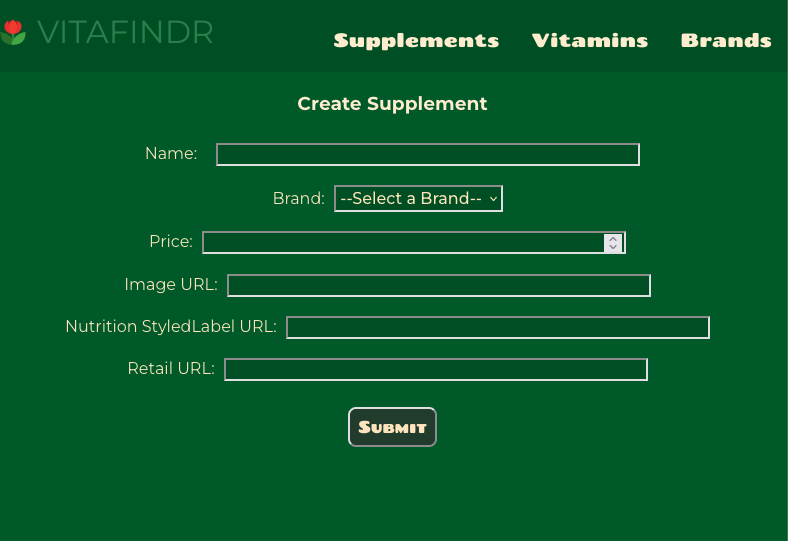 VITAFINDR
Supplements Vitamins Brands
Create Supplement
Name:
Brand: --Select a Brand--
Price:
Image URL:
Nutrition StyledLabel URL:
Retail URL:
Submit